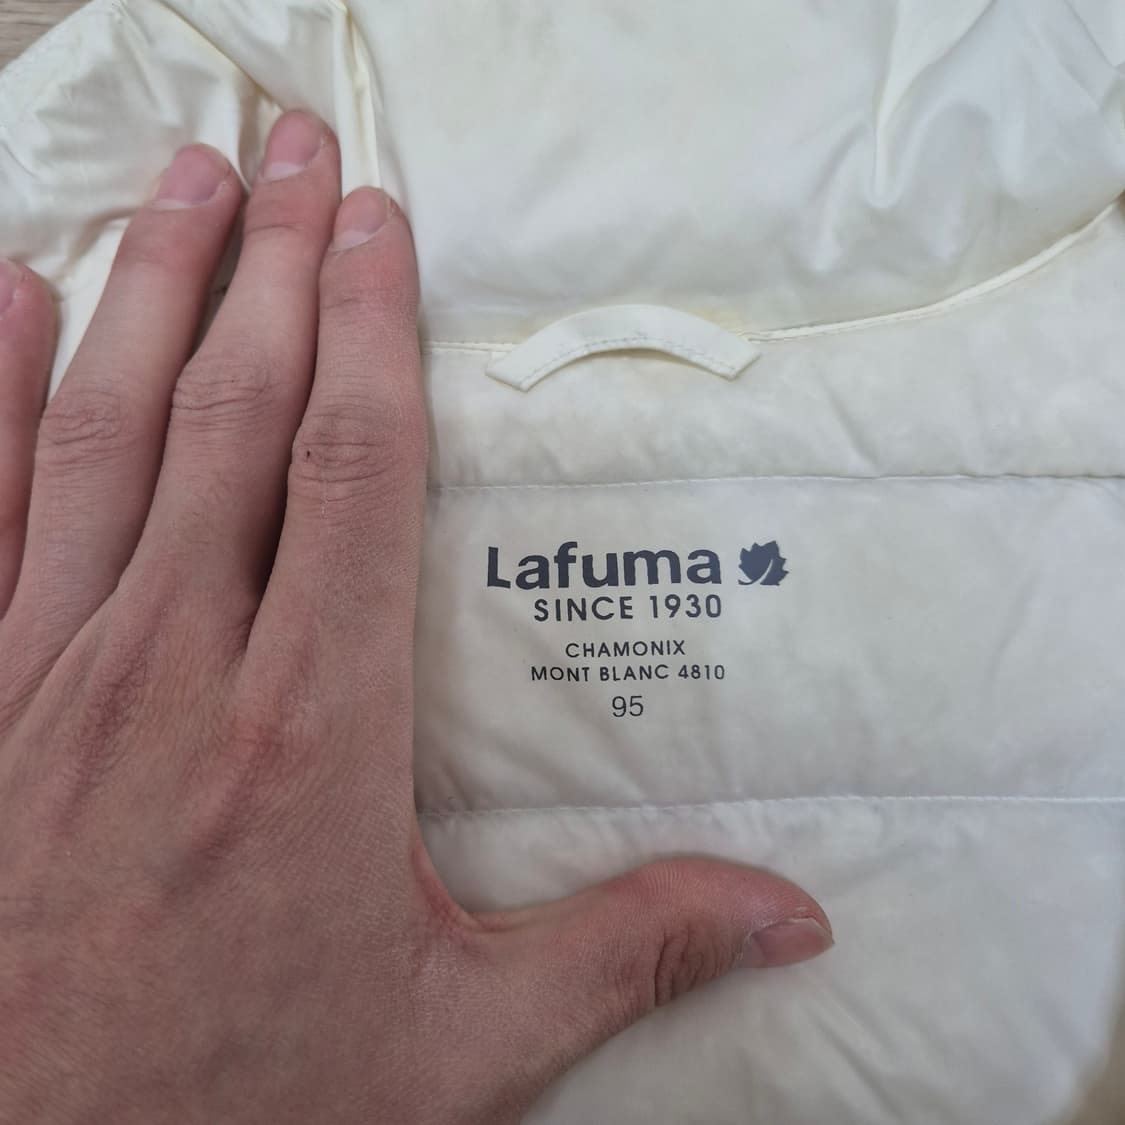 Lafuma
SINCE 1930
CHAMONIX
MONT BLANC 4810
95